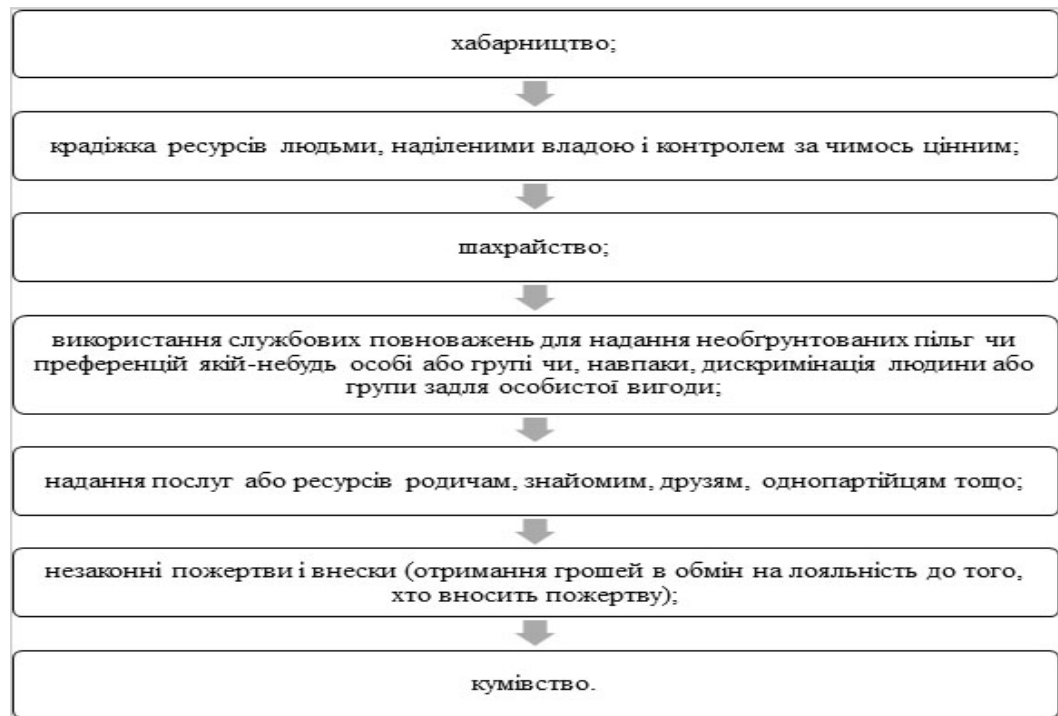 хабарництво;
крадіжка ресурсів людьми, наділеними владою і контролем за чимось цінним;
шахрайство;
використання службових повноважень для надання необґрунтованих пільг чи
преференцій якій-небудь особі або групі чи, навпаки, дискримінація людини або
групи задля особистої вигоди;
надання послуг або ресурсів родичам, знайомим, друзям, однопартійцям тощо;
незаконні пожертви і внески (отримання грошей в обмін на лояльність до того,
хто вносить пожертву);
кумівство.